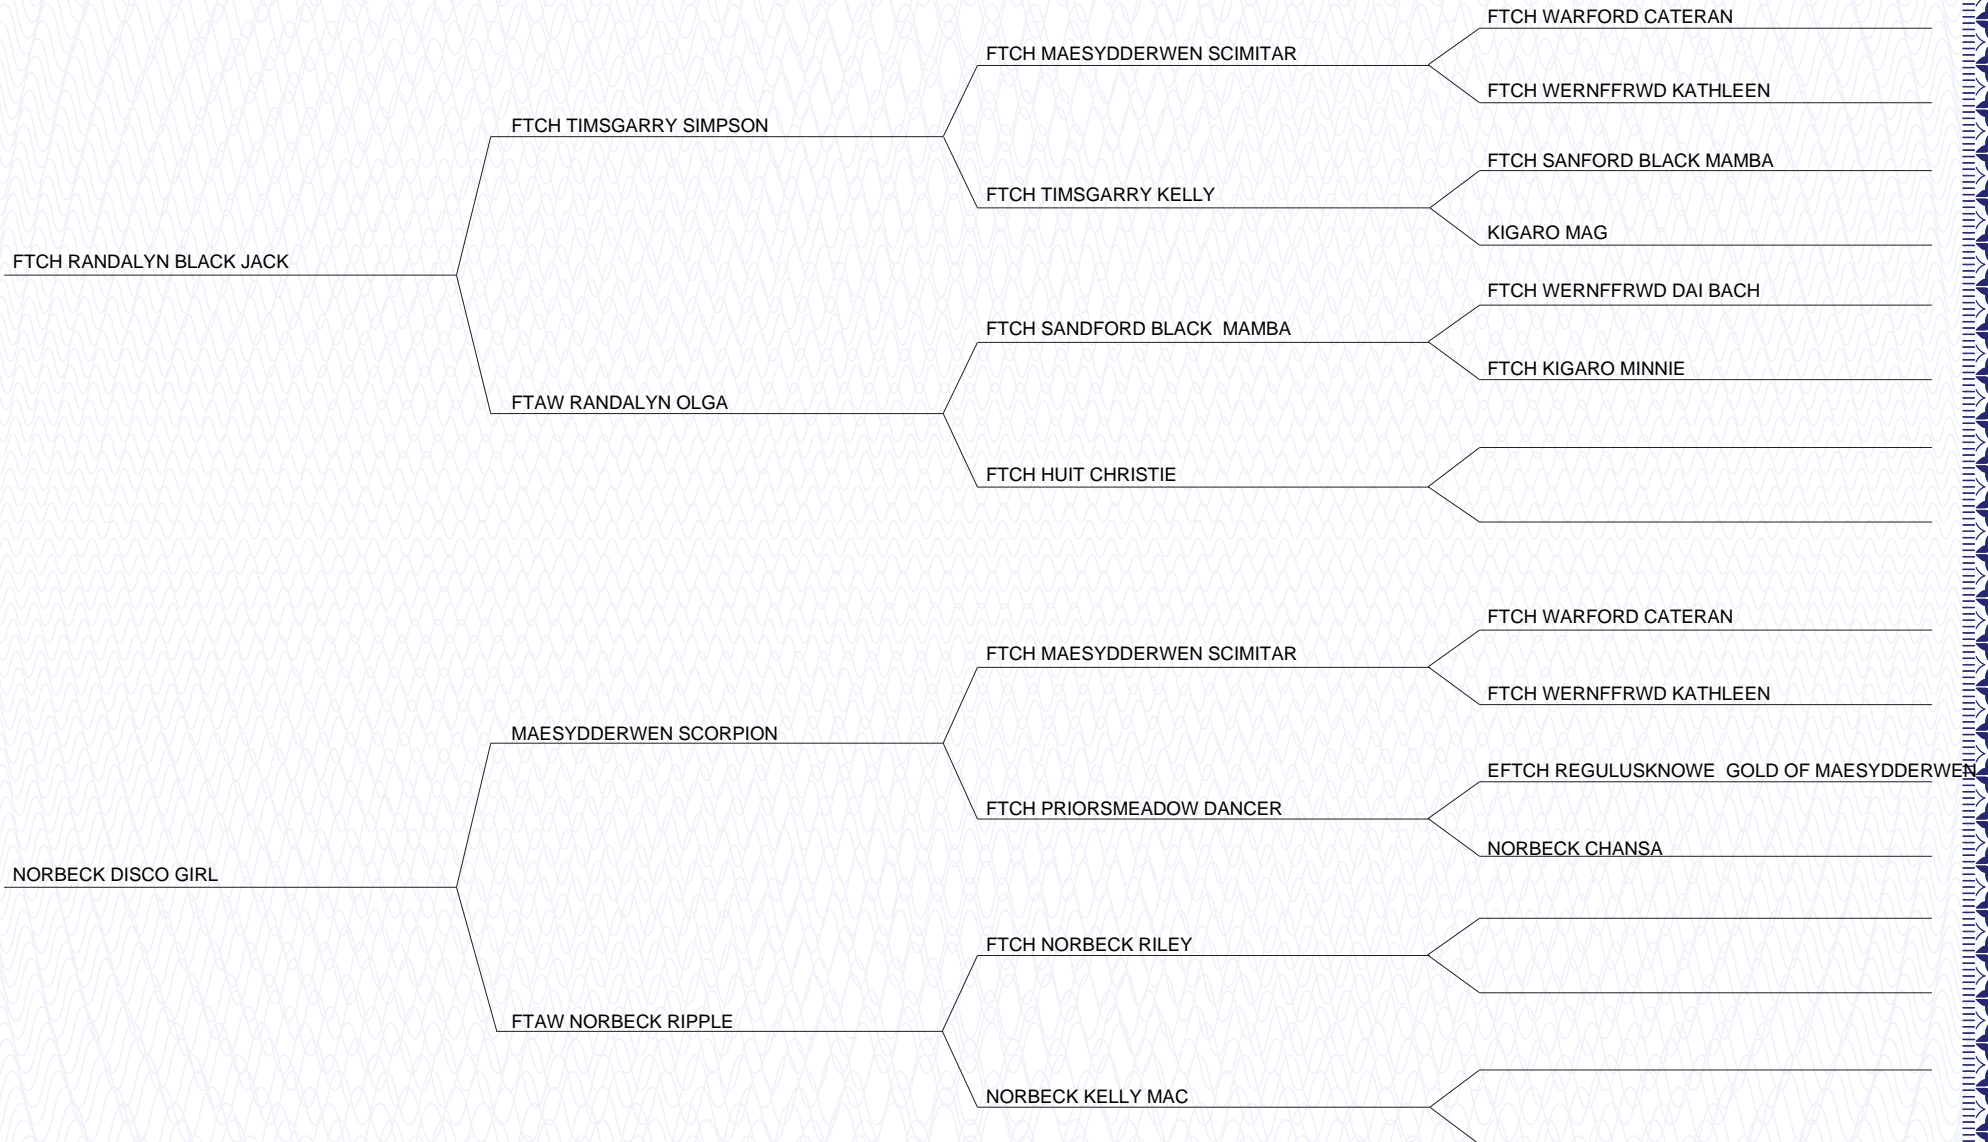 FTCH WARFORD CATERAN
FTCH MAESYDDERWEN SCIMITAR
FTCH WERNFFRWD KATHLEEN
FTCH TIMSGARRY SIMPSON
FTCH SANFORD BLACK MAMBA
FTCH TIMSGARRY KELLY
KIGARO MAG
FTCH RANDALYN BLACK JACK
FTCH WERNFFRWD DAI BACH
FTCH SANDFORD BLACK  MAMBA
FTCH KIGARO MINNIE
FTAW RANDALYN OLGA
FTCH HUIT CHRISTIE
FTCH WARFORD CATERAN
FTCH MAESYDDERWEN SCIMITAR
FTCH WERNFFRWD KATHLEEN
MAESYDDERWEN SCORPION
EFTCH REGULUSKNOWE  GOLD OF MAESYDDERWEN
FTCH PRIORSMEADOW DANCER
NORBECK CHANSA
NORBECK DISCO GIRL
FTCH NORBECK RILEY
FTAW NORBECK RIPPLE
NORBECK KELLY MAC